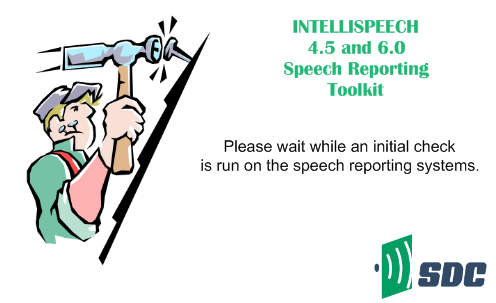 INTELLISPEECH
4.5 and 6.0
Speech Reporting
Toolkit
Please wait while an initial check
is run on the speech reporting systems.
SDC